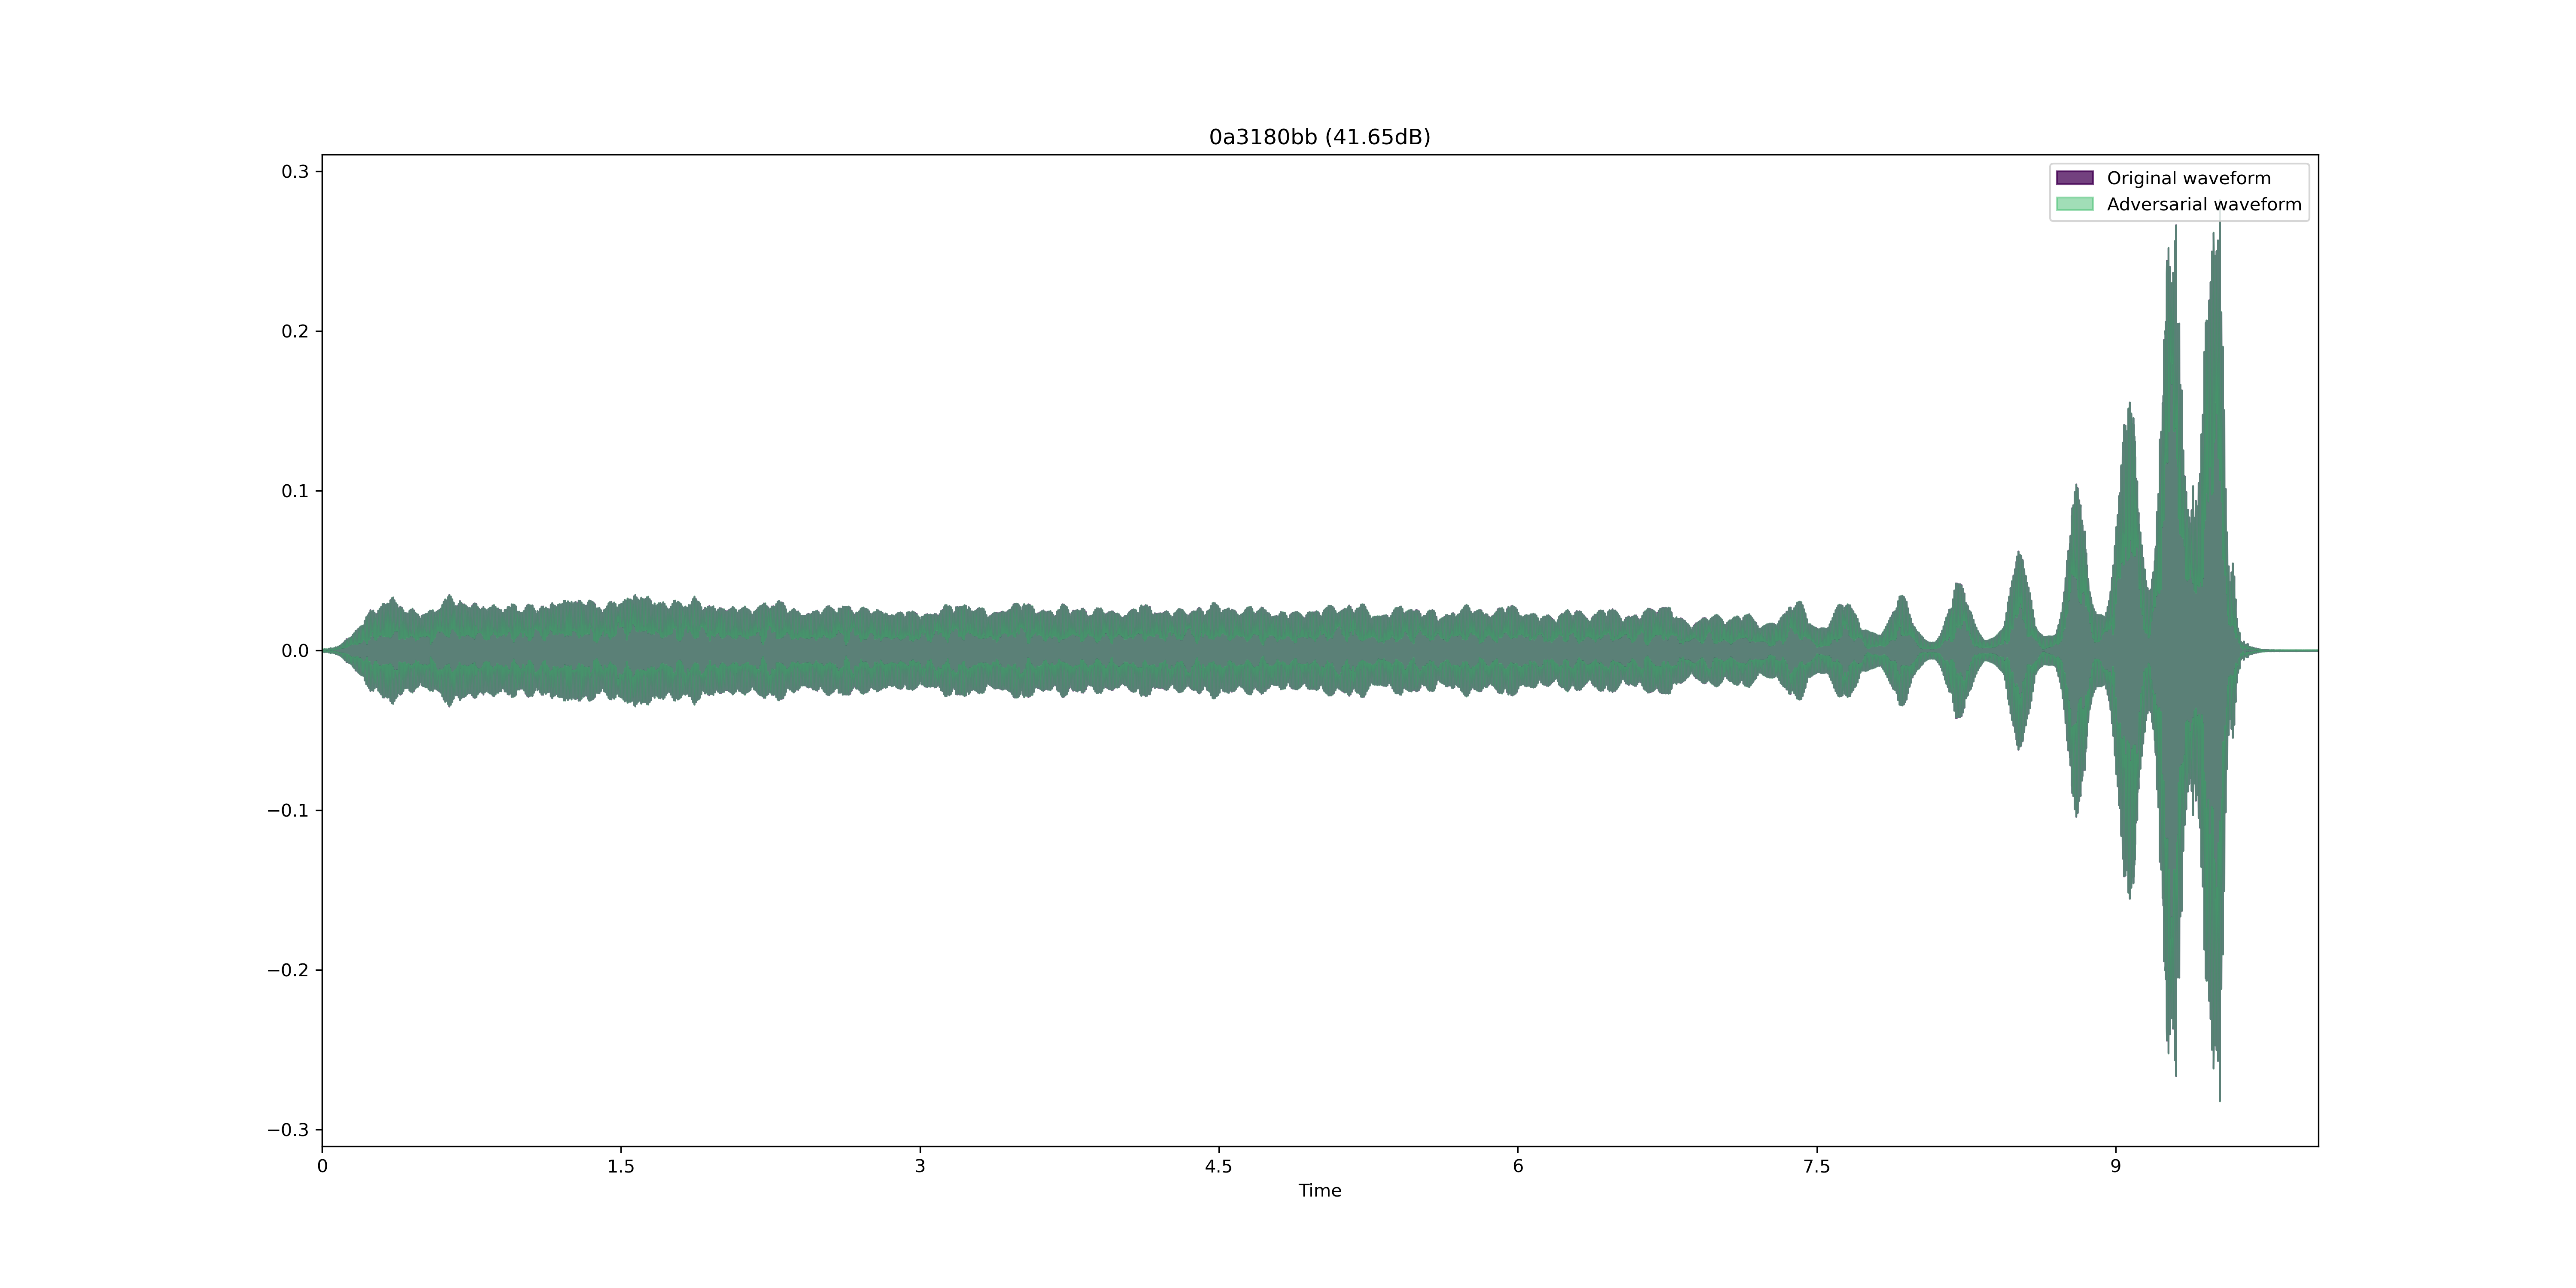 0a3180bb (41.65dB)
Original waveform
Adversarial waveform
0.3
0.2
0.1
0.0
−0.1
−0.2
−0.3
0 1.5 3 4.5 6 7.5 9
Time